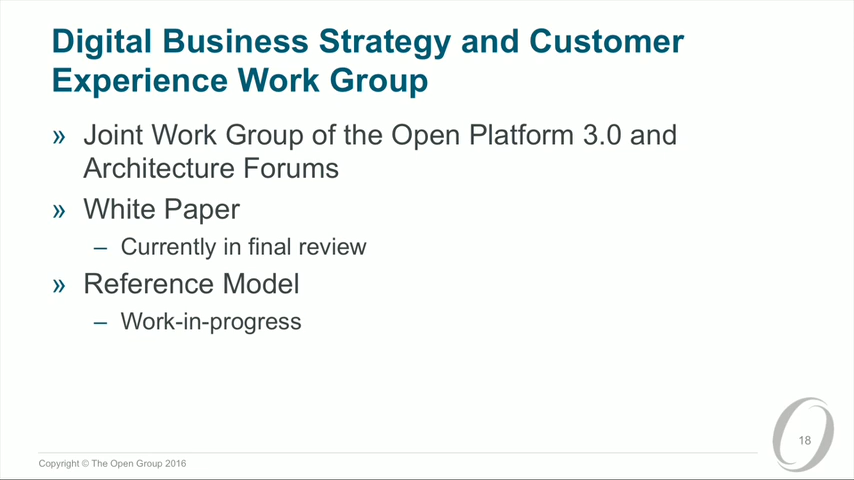 Digital Business Strategy and Customer
Experience Work Group
» Joint Work Group of the Open Platform 3.0 and
Architecture Forums
» White Paper
– Currently in final review
» Reference Model
– Work-in-progress
18
Copyright © The Open Group 2016